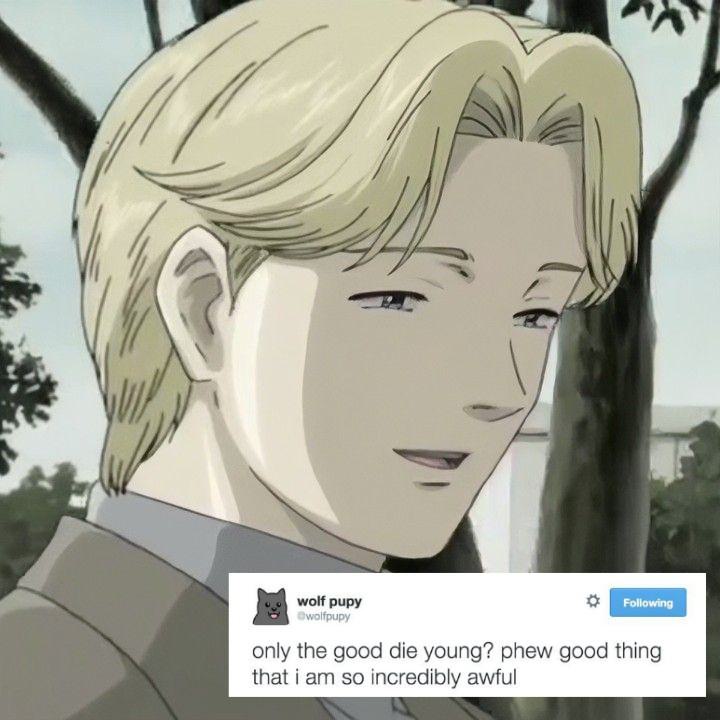 wolf pupy
@wolfpupy
Following
only the good die young? phew good thing
that i am so incredibly awful